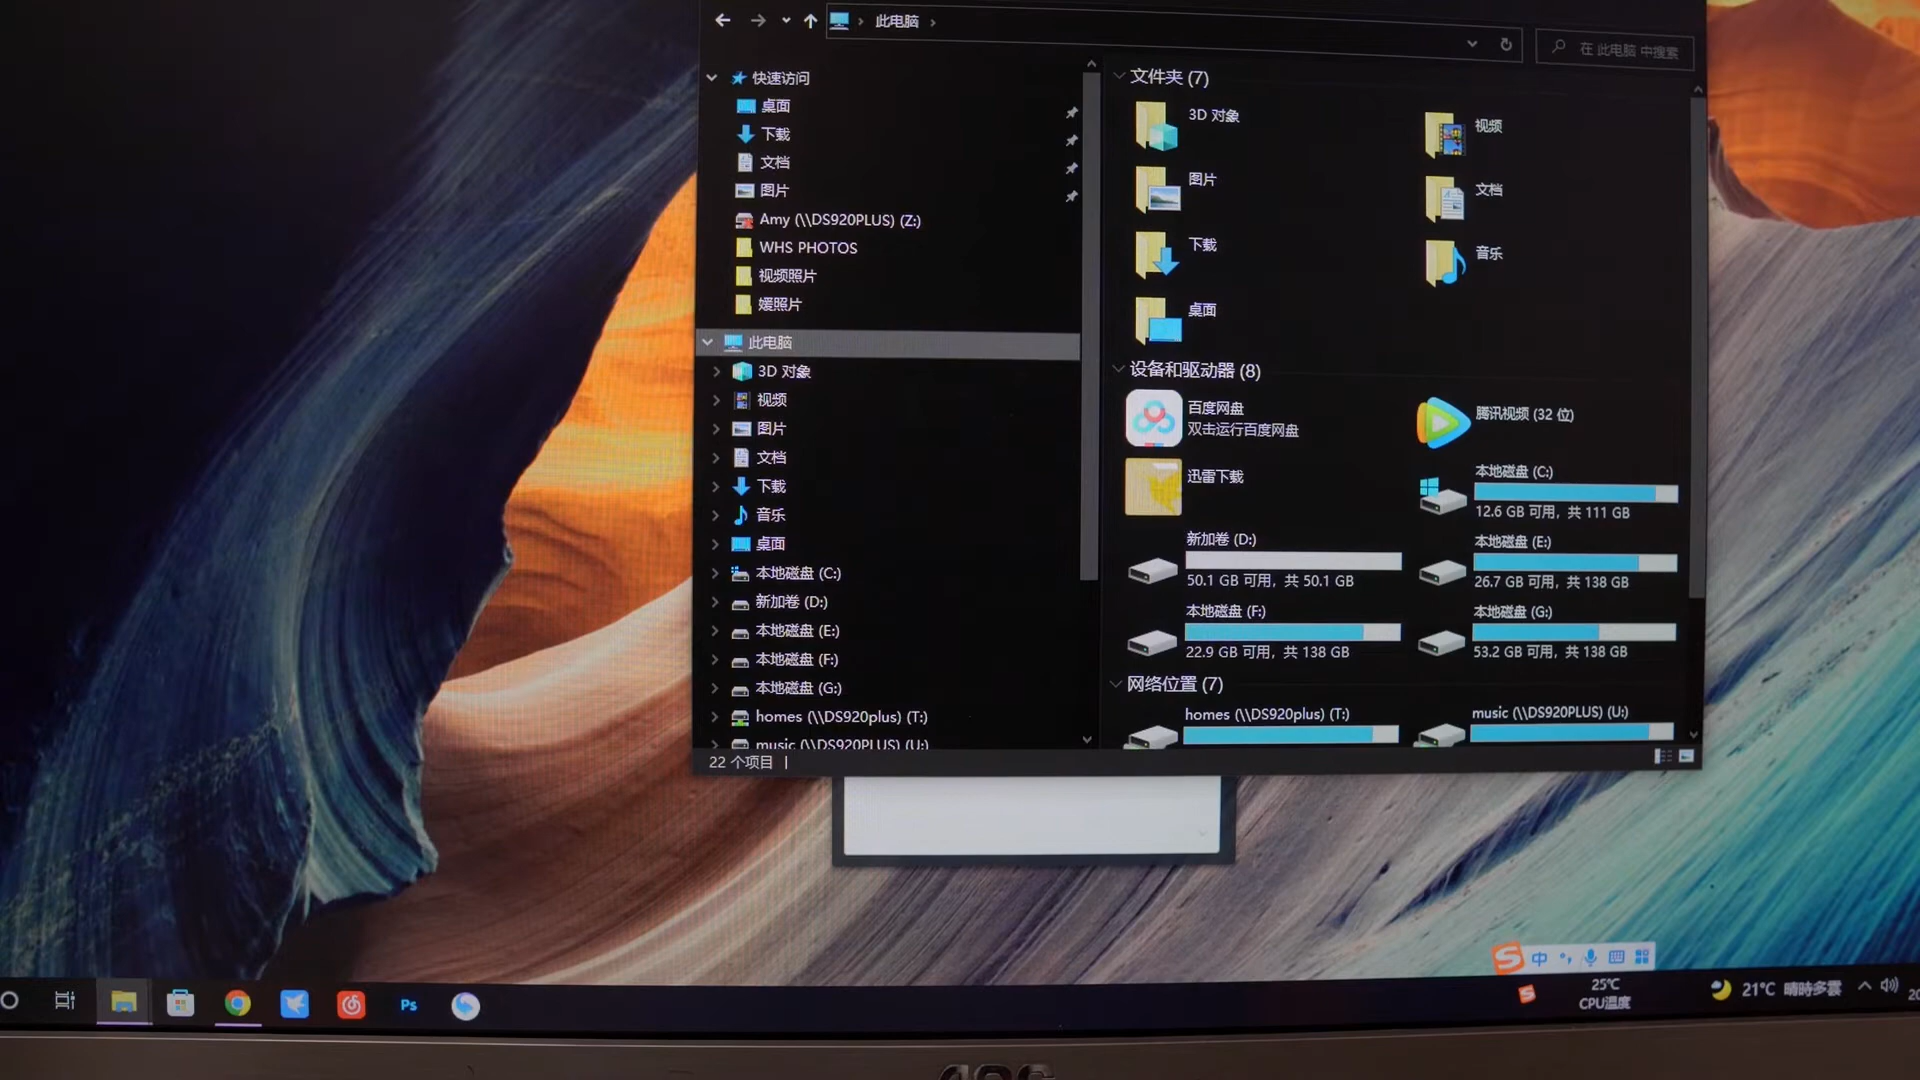 此电脑
在 此电脑 中搜索
快速访问
桌面
下载
文档
图片
Amy (\\DS920PLUS) (Z:)
WHS PHOTOS
视频照片
媛照片
此电脑
3D 对象
视频
图片
文档
下载
音乐
桌面
本地磁盘 (C:)
新加卷 (D:)
本地磁盘 (E:)
本地磁盘 (F:)
本地磁盘 (G:)
homes (\\DS920plus) (T:)
music (\\DS920PLUS) (U:)
22 个项目
文件夹 (7)
3D 对象
视频
图片
文档
下载
音乐
桌面
设备和驱动器 (8)
百度网盘
双击运行百度网盘
腾讯视频 (32 位)
迅雷下载
本地磁盘 (C:)
12.6 GB 可用，共 111 GB
新加卷 (D:)
50.1 GB 可用，共 50.1 GB
本地磁盘 (E:)
26.7 GB 可用，共 138 GB
本地磁盘 (F:)
22.9 GB 可用，共 138 GB
本地磁盘 (G:)
53.2 GB 可用，共 138 GB
网络位置 (7)
homes (\\DS920plus) (T:)
music (\\DS920PLUS) (U:)
S 中
Ps
S
25℃
CPU温度
21°C 晴時多雲
AOC